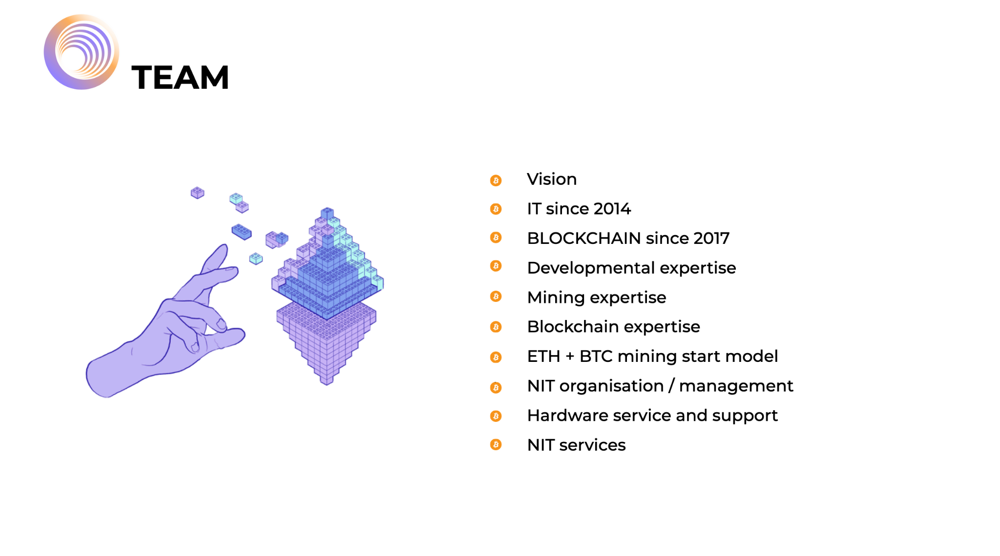 TEAM
Vision
IT since 2014
BLOCKCHAIN since 2017
Developmental expertise
Mining expertise
Blockchain expertise
ETH + BTC mining start model
NIT organisation / management
Hardware service and support
NIT services